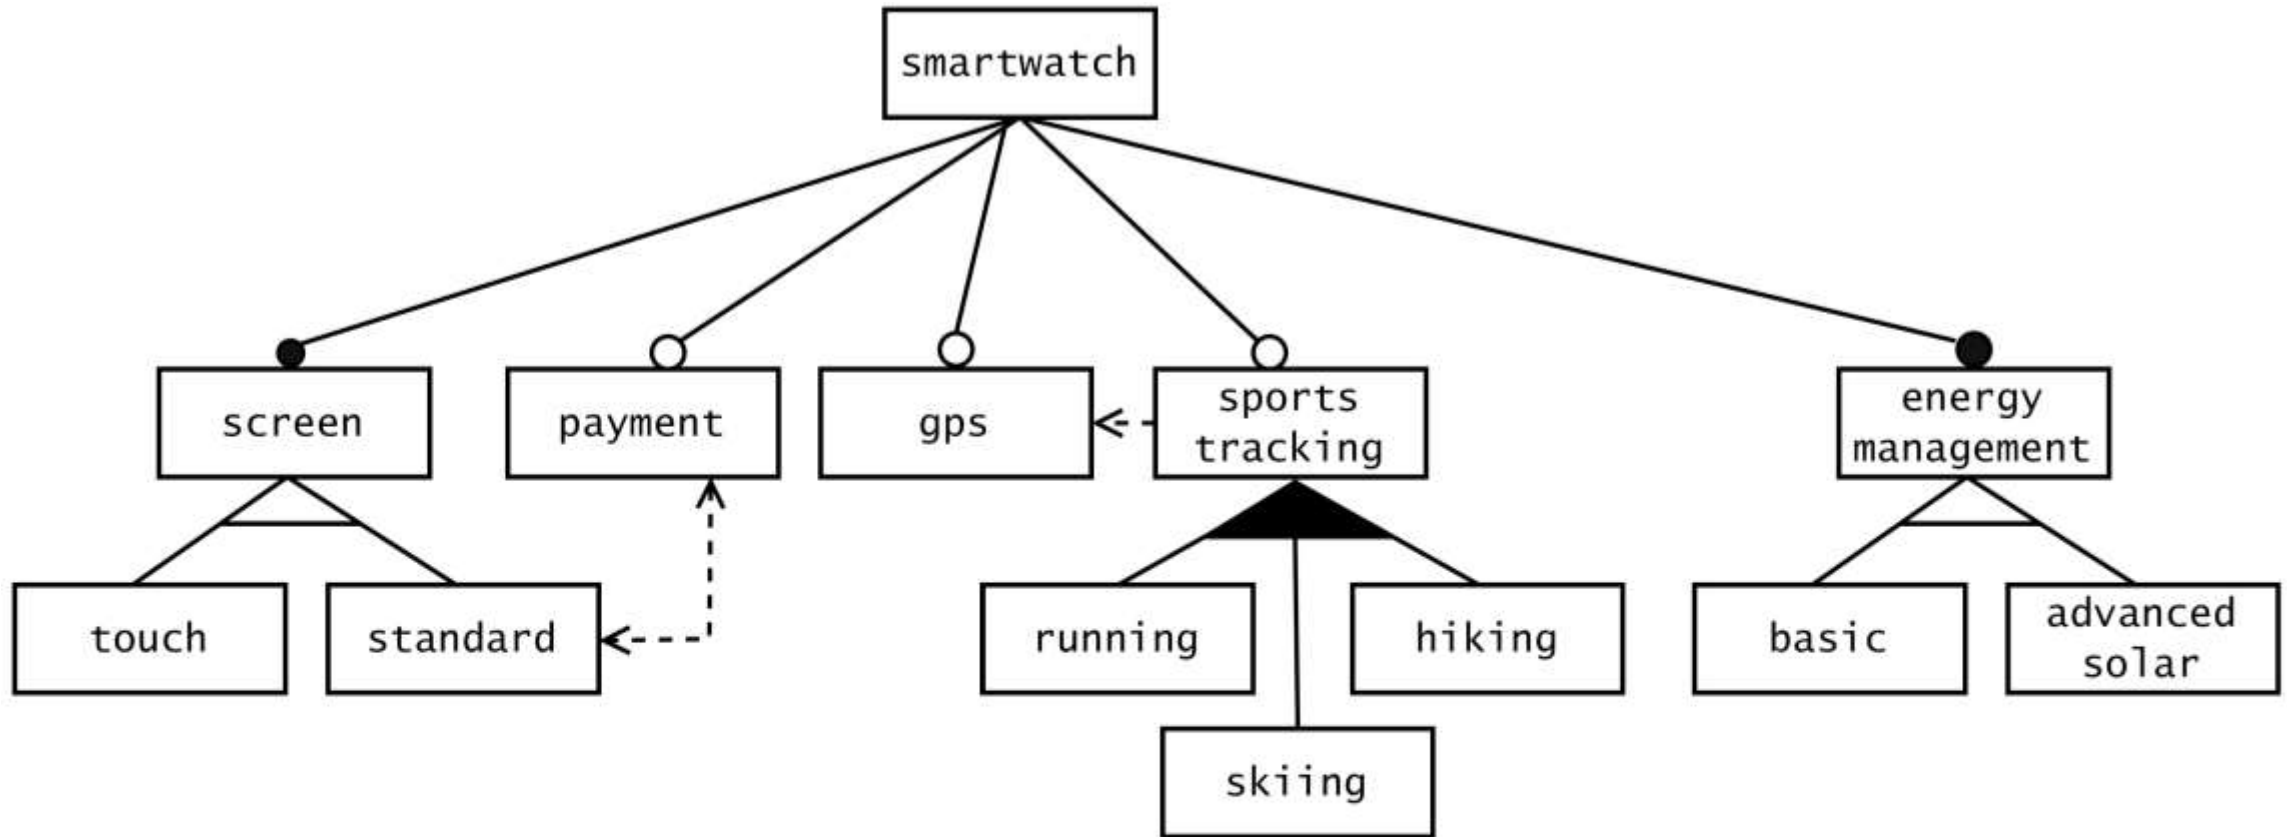 smartwatch
screen
payment
gps
sports
tracking
energy
management
touch
standard
running
hiking
basic
advanced
solar
skiing